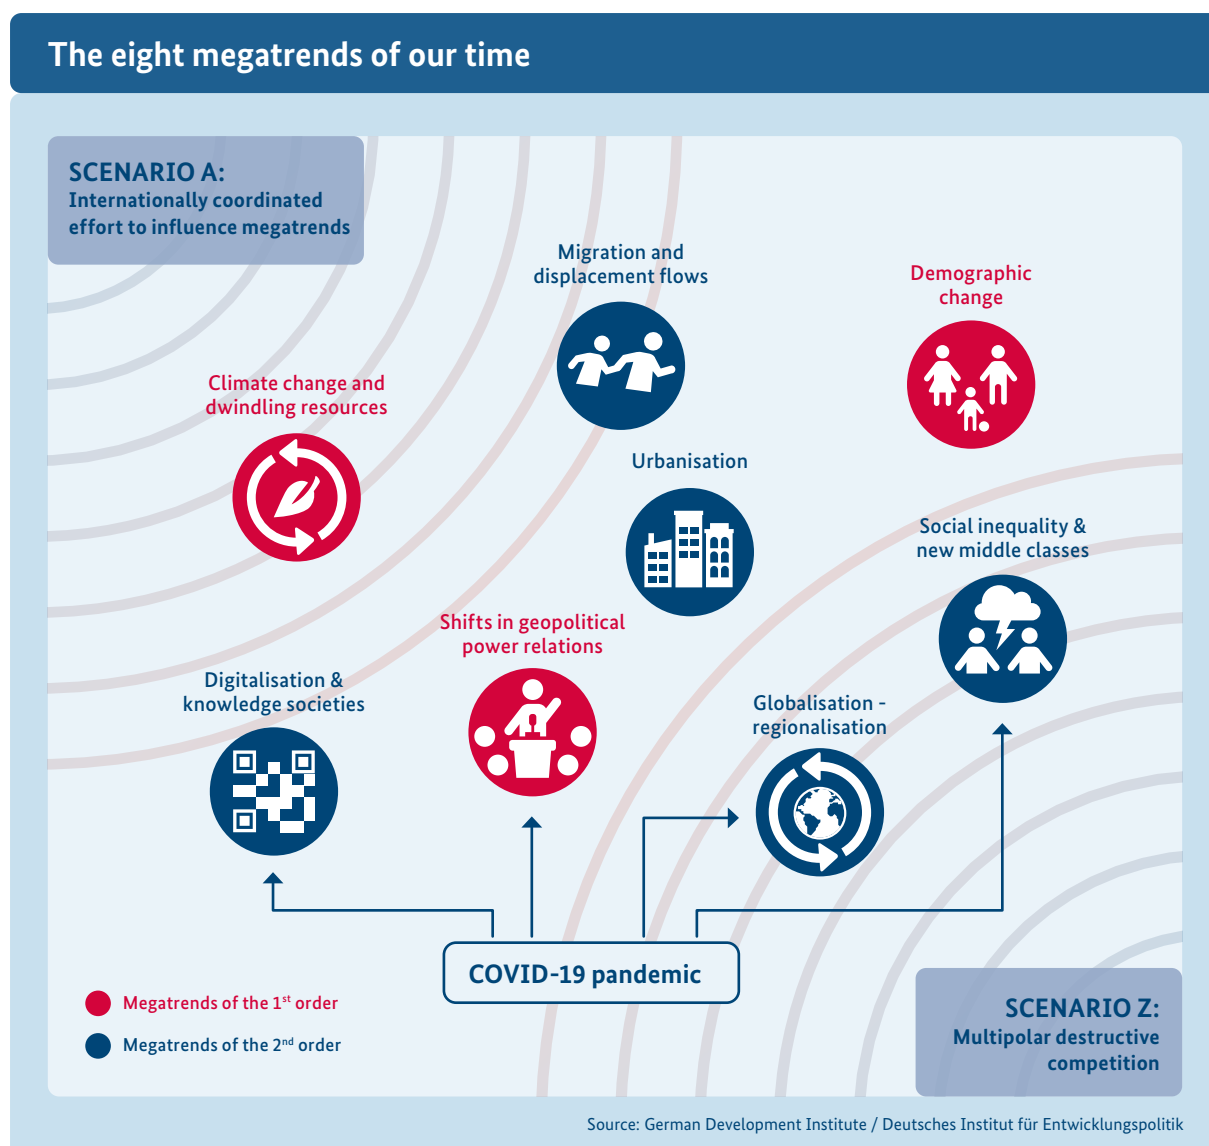 The eight megatrends of our time
SCENARIO A:
Internationally coordinated
effort to influence megatrends
Migration and
displacement flows
Demographic
change
Climate change and
dwindling resources
Urbanisation
Social inequality &
new middle classes
Shifts in geopolitical
power relations
Digitalisation &
knowledge societies
Globalisation -
regionalisation
COVID-19 pandemic
Megatrends of the 1st order
Megatrends of the 2nd order
SCENARIO Z:
Multipolar destructive
competition
Source: German Development Institute / Deutsches Institut für Entwicklungspolitik